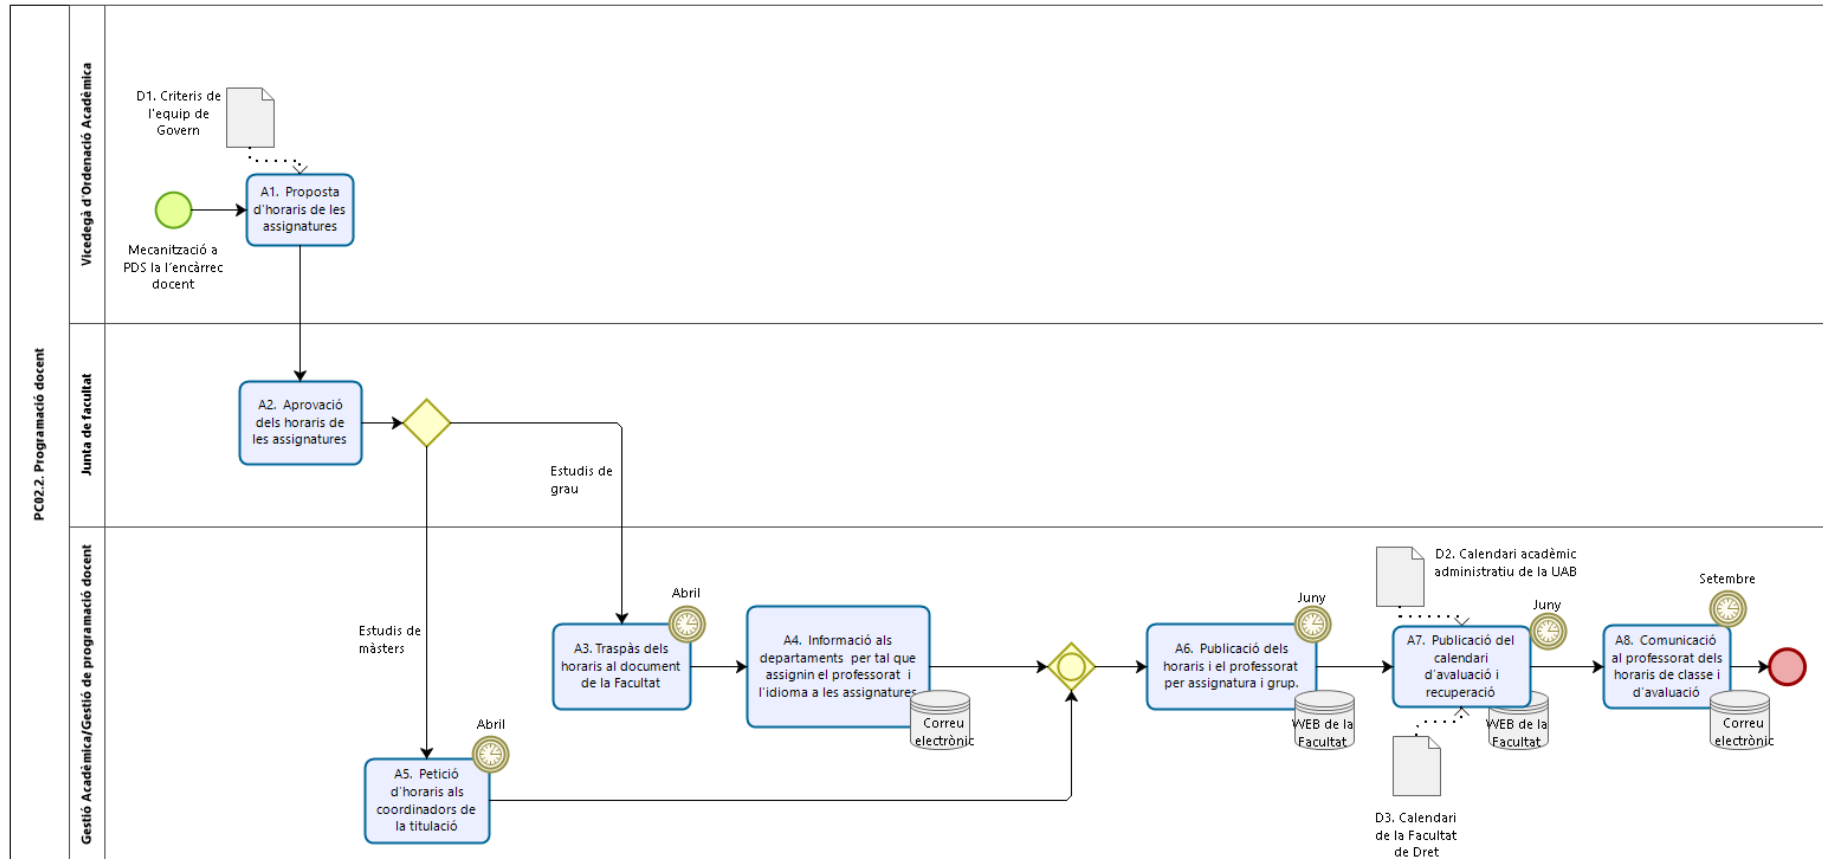 PC02.2. Programació docent
Vicedegà d'Ordenació Acadèmica
D1. Criteris de
l'equip de
Govern
Mecanització a
PDS la l'encàrrec
docent
A1. Proposta
d'horaris de les
assignatures
Junta de facultat
A2. Aprovació
dels horaris de
les assignatures
Estudis de
grau
Estudis de
màsters
Gestió Acadèmica/Gestió de programació docent
Abril
A3. Traspàs dels
horaris al document
de la Facultat
A4. Informació als
departaments per tal que
assignin el professorat i
l'idioma a les assignatures
Correu
electrònic
Abril
A5. Petició
d'horaris als
coordinadors de
la titulació
Juny
A6. Publicació dels
horaris i el professorat
per assignatura i grup.
WEB de la
Facultat
D2. Calendari acadèmic
administratiu de la UAB
Juny
A7. Publicació del
calendari
d'avaluació i
recuperació
WEB de la
Facultat
D3. Calendari
de la Facultat
de Dret
Setembre
A8. Comunicació
al professorat dels
horaris de classe i
d'avaluació
Correu
electrònic